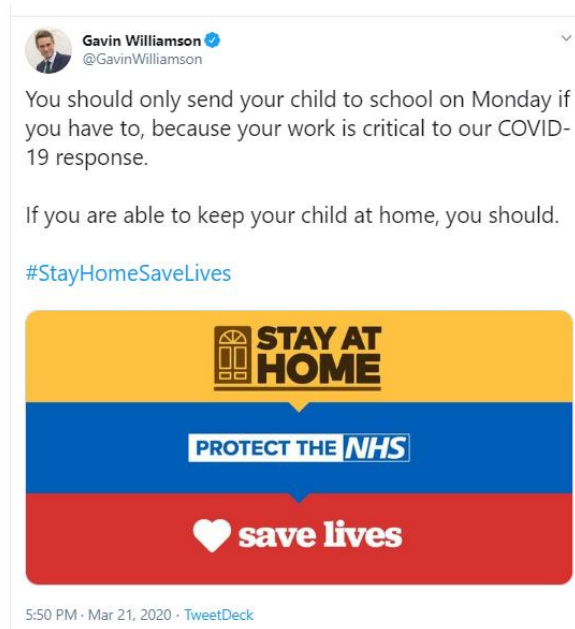 Gavin Williamson
@GavinWilliamson
You should only send your child to school on Monday if
you have to, because your work is critical to our COVID-
19 response.
If you are able to keep your child at home, you should.
#StayHomeSaveLives
STAY AT
HOME
PROTECT THE NHS
save lives
5:50 PM · Mar 21, 2020 · TweetDeck